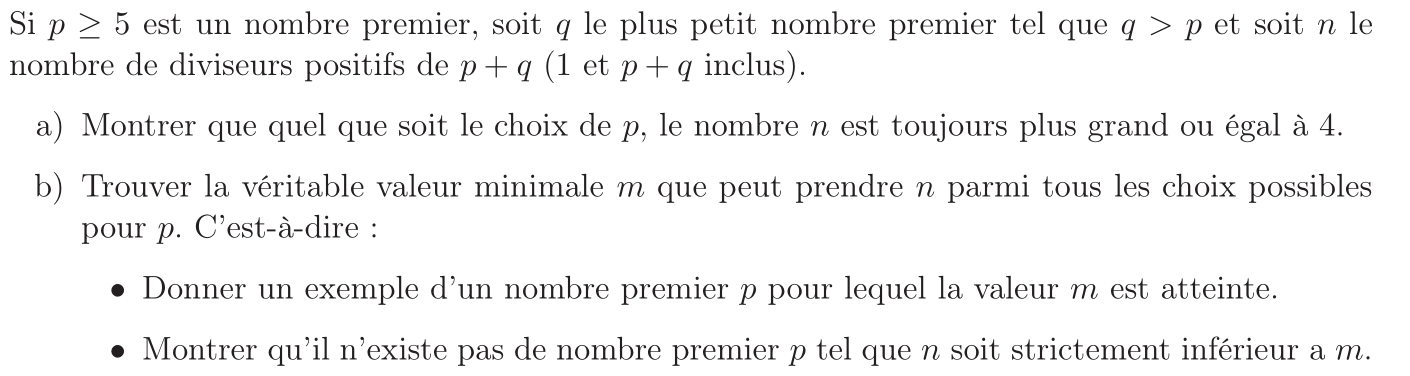 Si p ≥ 5 est un nombre premier, soit q le plus petit nombre premier tel que q > p et soit n le
nombre de diviseurs positifs de p + q (1 et p + q inclus).
a) Montrer que quel que soit le choix de p, le nombre n est toujours plus grand ou égal à 4.
b) Trouver la véritable valeur minimale m que peut prendre n parmi tous les choix possibles
pour p. C'est-à-dire :
• Donner un exemple d'un nombre premier p pour lequel la valeur m est atteinte.
• Montrer qu'il n'existe pas de nombre premier p tel que n soit strictement inférieur a m.